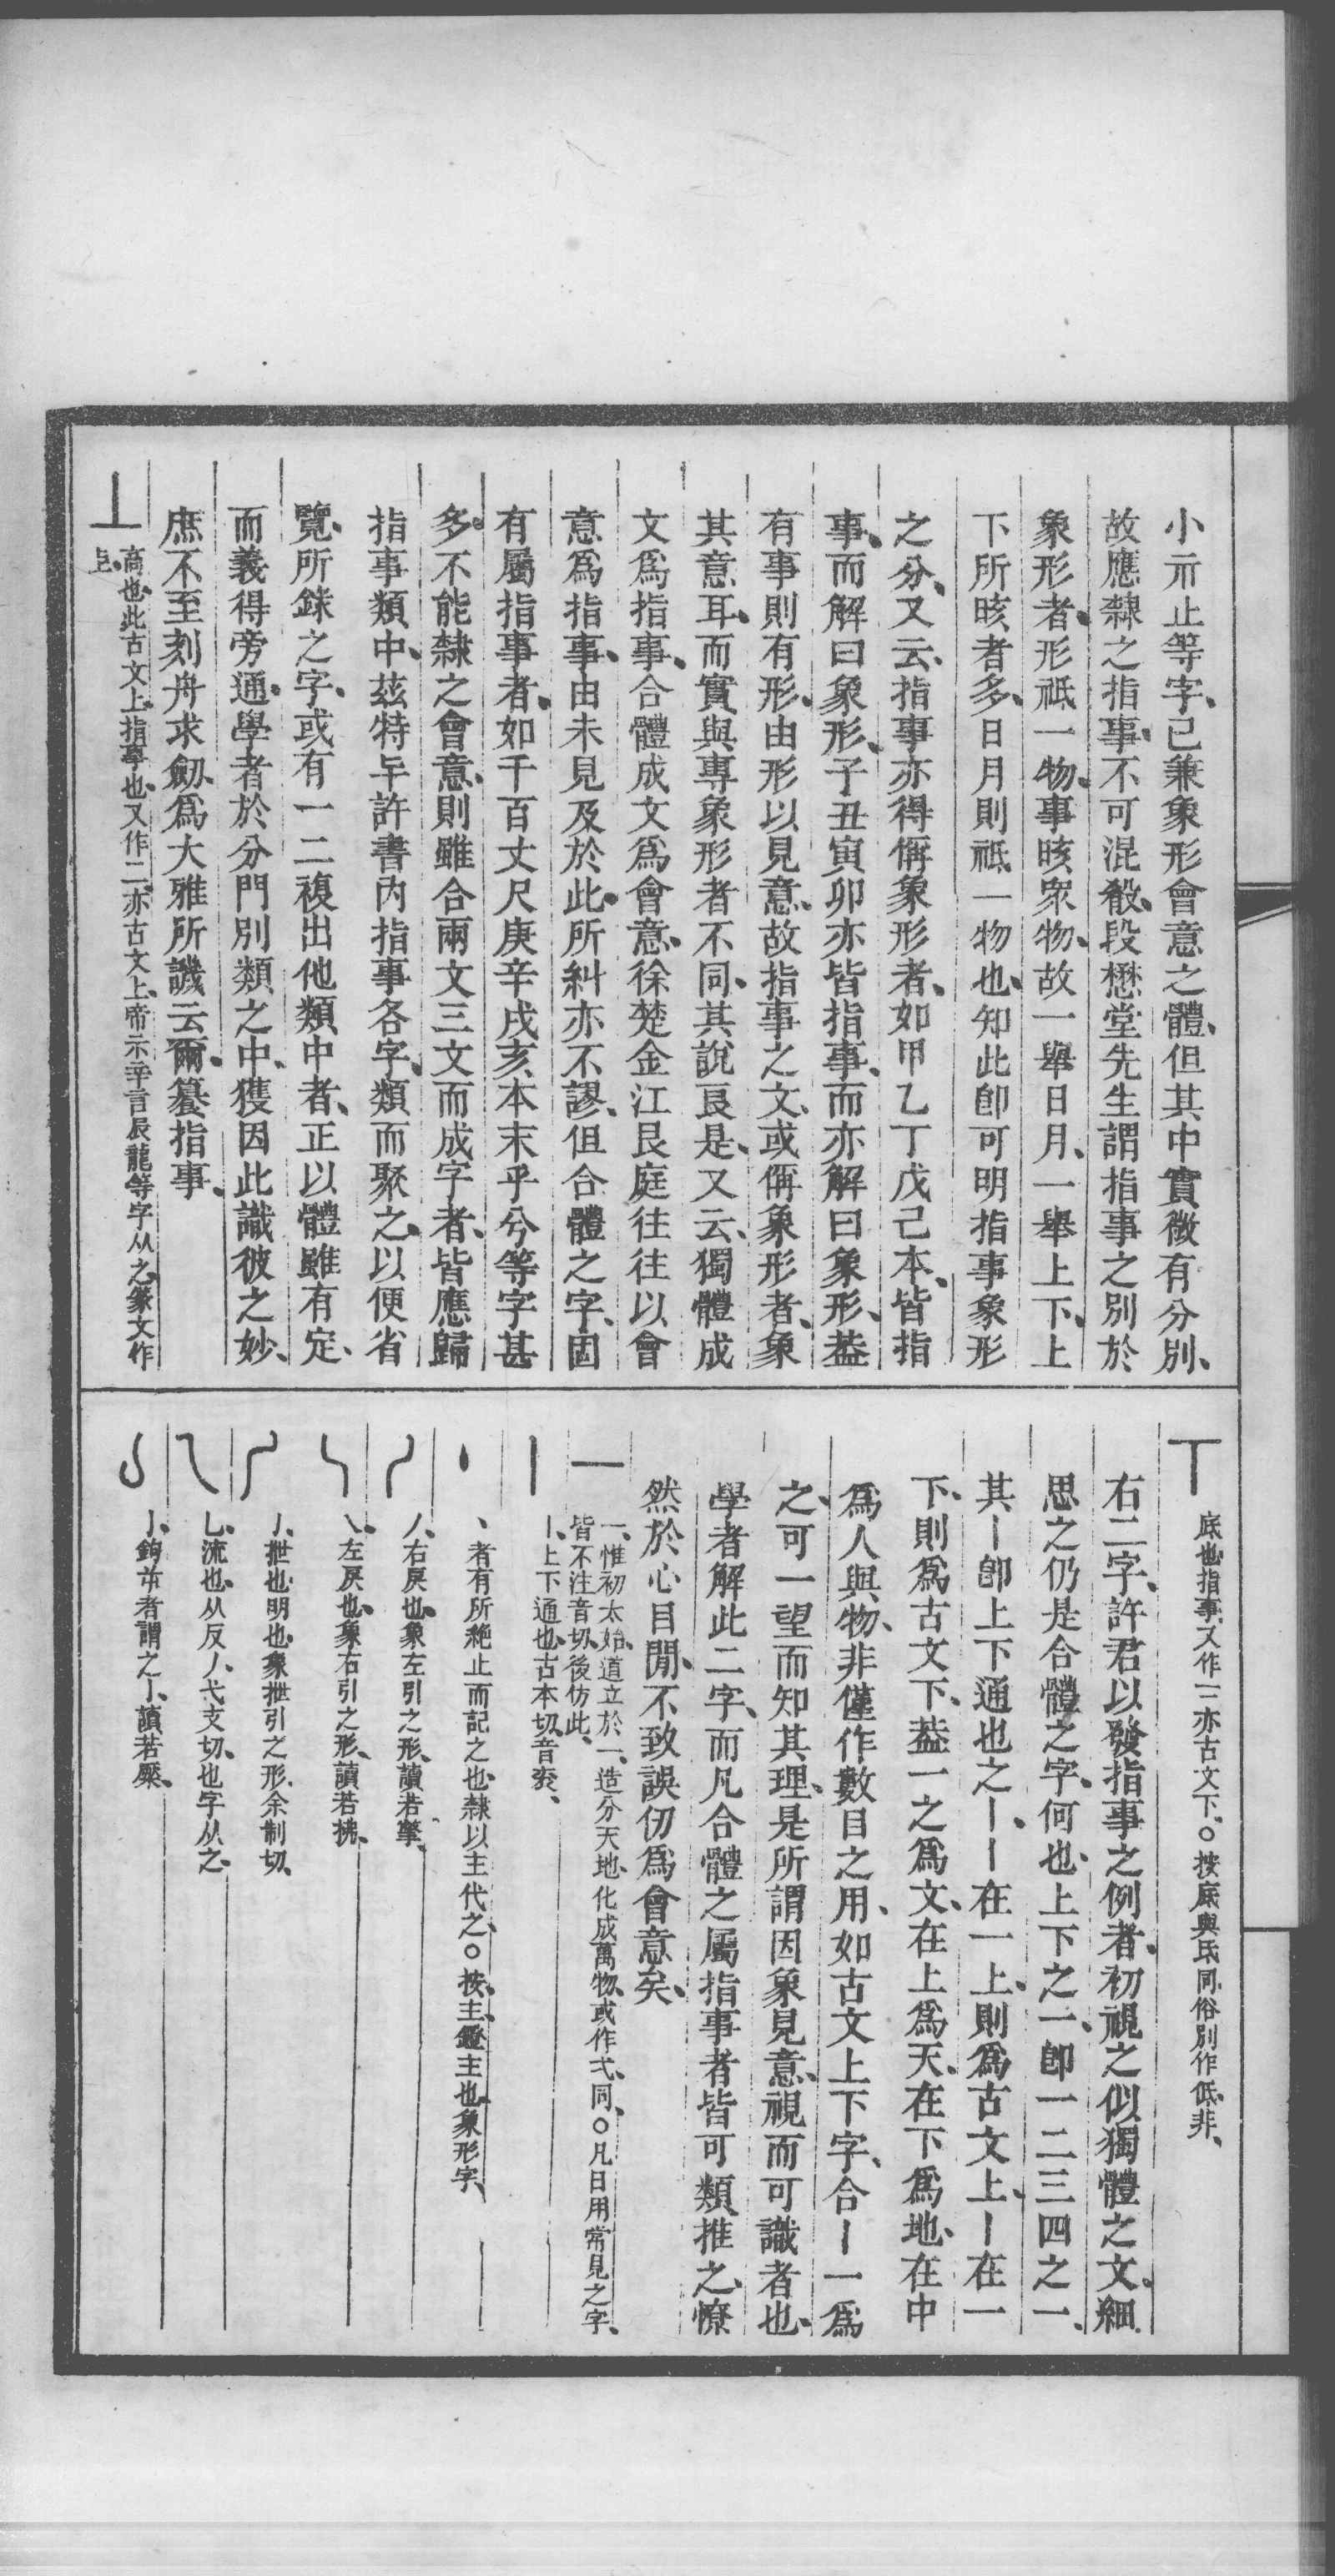 小爪止等字、已兼象形會意之體、但其中實微有分別、
故應隸之指事、不可混殽、段懋堂先生謂指事之別於
象形者、形祗一物、事晐衆物、故一舉日月、一舉上下、上
下所晐者多、日月則祗一物也、知此卽可明指事象形
之分、又云、指事亦得偁象形者、如甲乙丁戊己本、皆指
事、而解曰象形、子丑寅卯亦皆指事、而亦解曰象形、葢
有事則有形、由形以見意、故指事之文、或偁象形者、象
其意耳、而實與專象形者不同、其說良是、又云、獨體成
文爲指事、合體成文爲會意、徐楚金江艮庭往往以會
意爲指事、由未見及於此、所糾亦不謬、但合體之字、固
有屬指事者、如千百丈尺庚辛戌亥本末乎兮等字甚
多、不能隸之會意、則雖合兩文三文而成字者、皆應歸
指事類中、茲特於許書內指事各字、類而聚之、以便省
覽、所錄之字、或有一二複出他類中者、正以體雖有定、
而義得旁通、學者於分門別類之中、獲因此識彼之妙、
庶不至刻舟求劒、爲大雅所譏云爾、纂指事、
丄 高也、此古文上、指事也、又作二、亦古文上、帝示辛言辰龍等字从之、篆文作
丄、
丅 底也、指事、又作二、亦古文下、○按底與氐同、俗別作低、非、
右二字、許君以發指事之例者、初視之似獨體之文、細
思之仍是合體之字、何也、上下之一、卽一二三四之一、
其丨卽上下通也之丨、丨在一上、則爲古文上、丨在一
下、則爲古文下、葢一之爲文、在上爲天、在下爲地、在中
爲人與物、非僅作數目之用、如古文上下字、合丨一爲
之、可一望而知其理、是所謂因象見意、視而可識者也、
學者解此二字、而凡合體之屬指事者皆可類推之、憭
然於心目閒、不致誤仞爲會意矣、
一 一、惟初太始、道立於一、造分天地、化成萬物、或作弌、同、○凡日用常見之字、
皆不注音切、後仿此、
丨 丨、上下通也、古本切、音袞、
丶 丶者有所絶止而記之也、隸以主代之、○按主、鐙主也、象形字、
丿 丿、右戾也、象左引之形、讀若擎、
乀 乀、左戾也、象右引之形、讀若拂、
𠂆 丿、抴也、明也、象抴引之形、余制切、
乁 乁、流也、从反丿、弋支切、也字从之、
亅 亅、鉤𧗳者謂之亅、讀若橜、